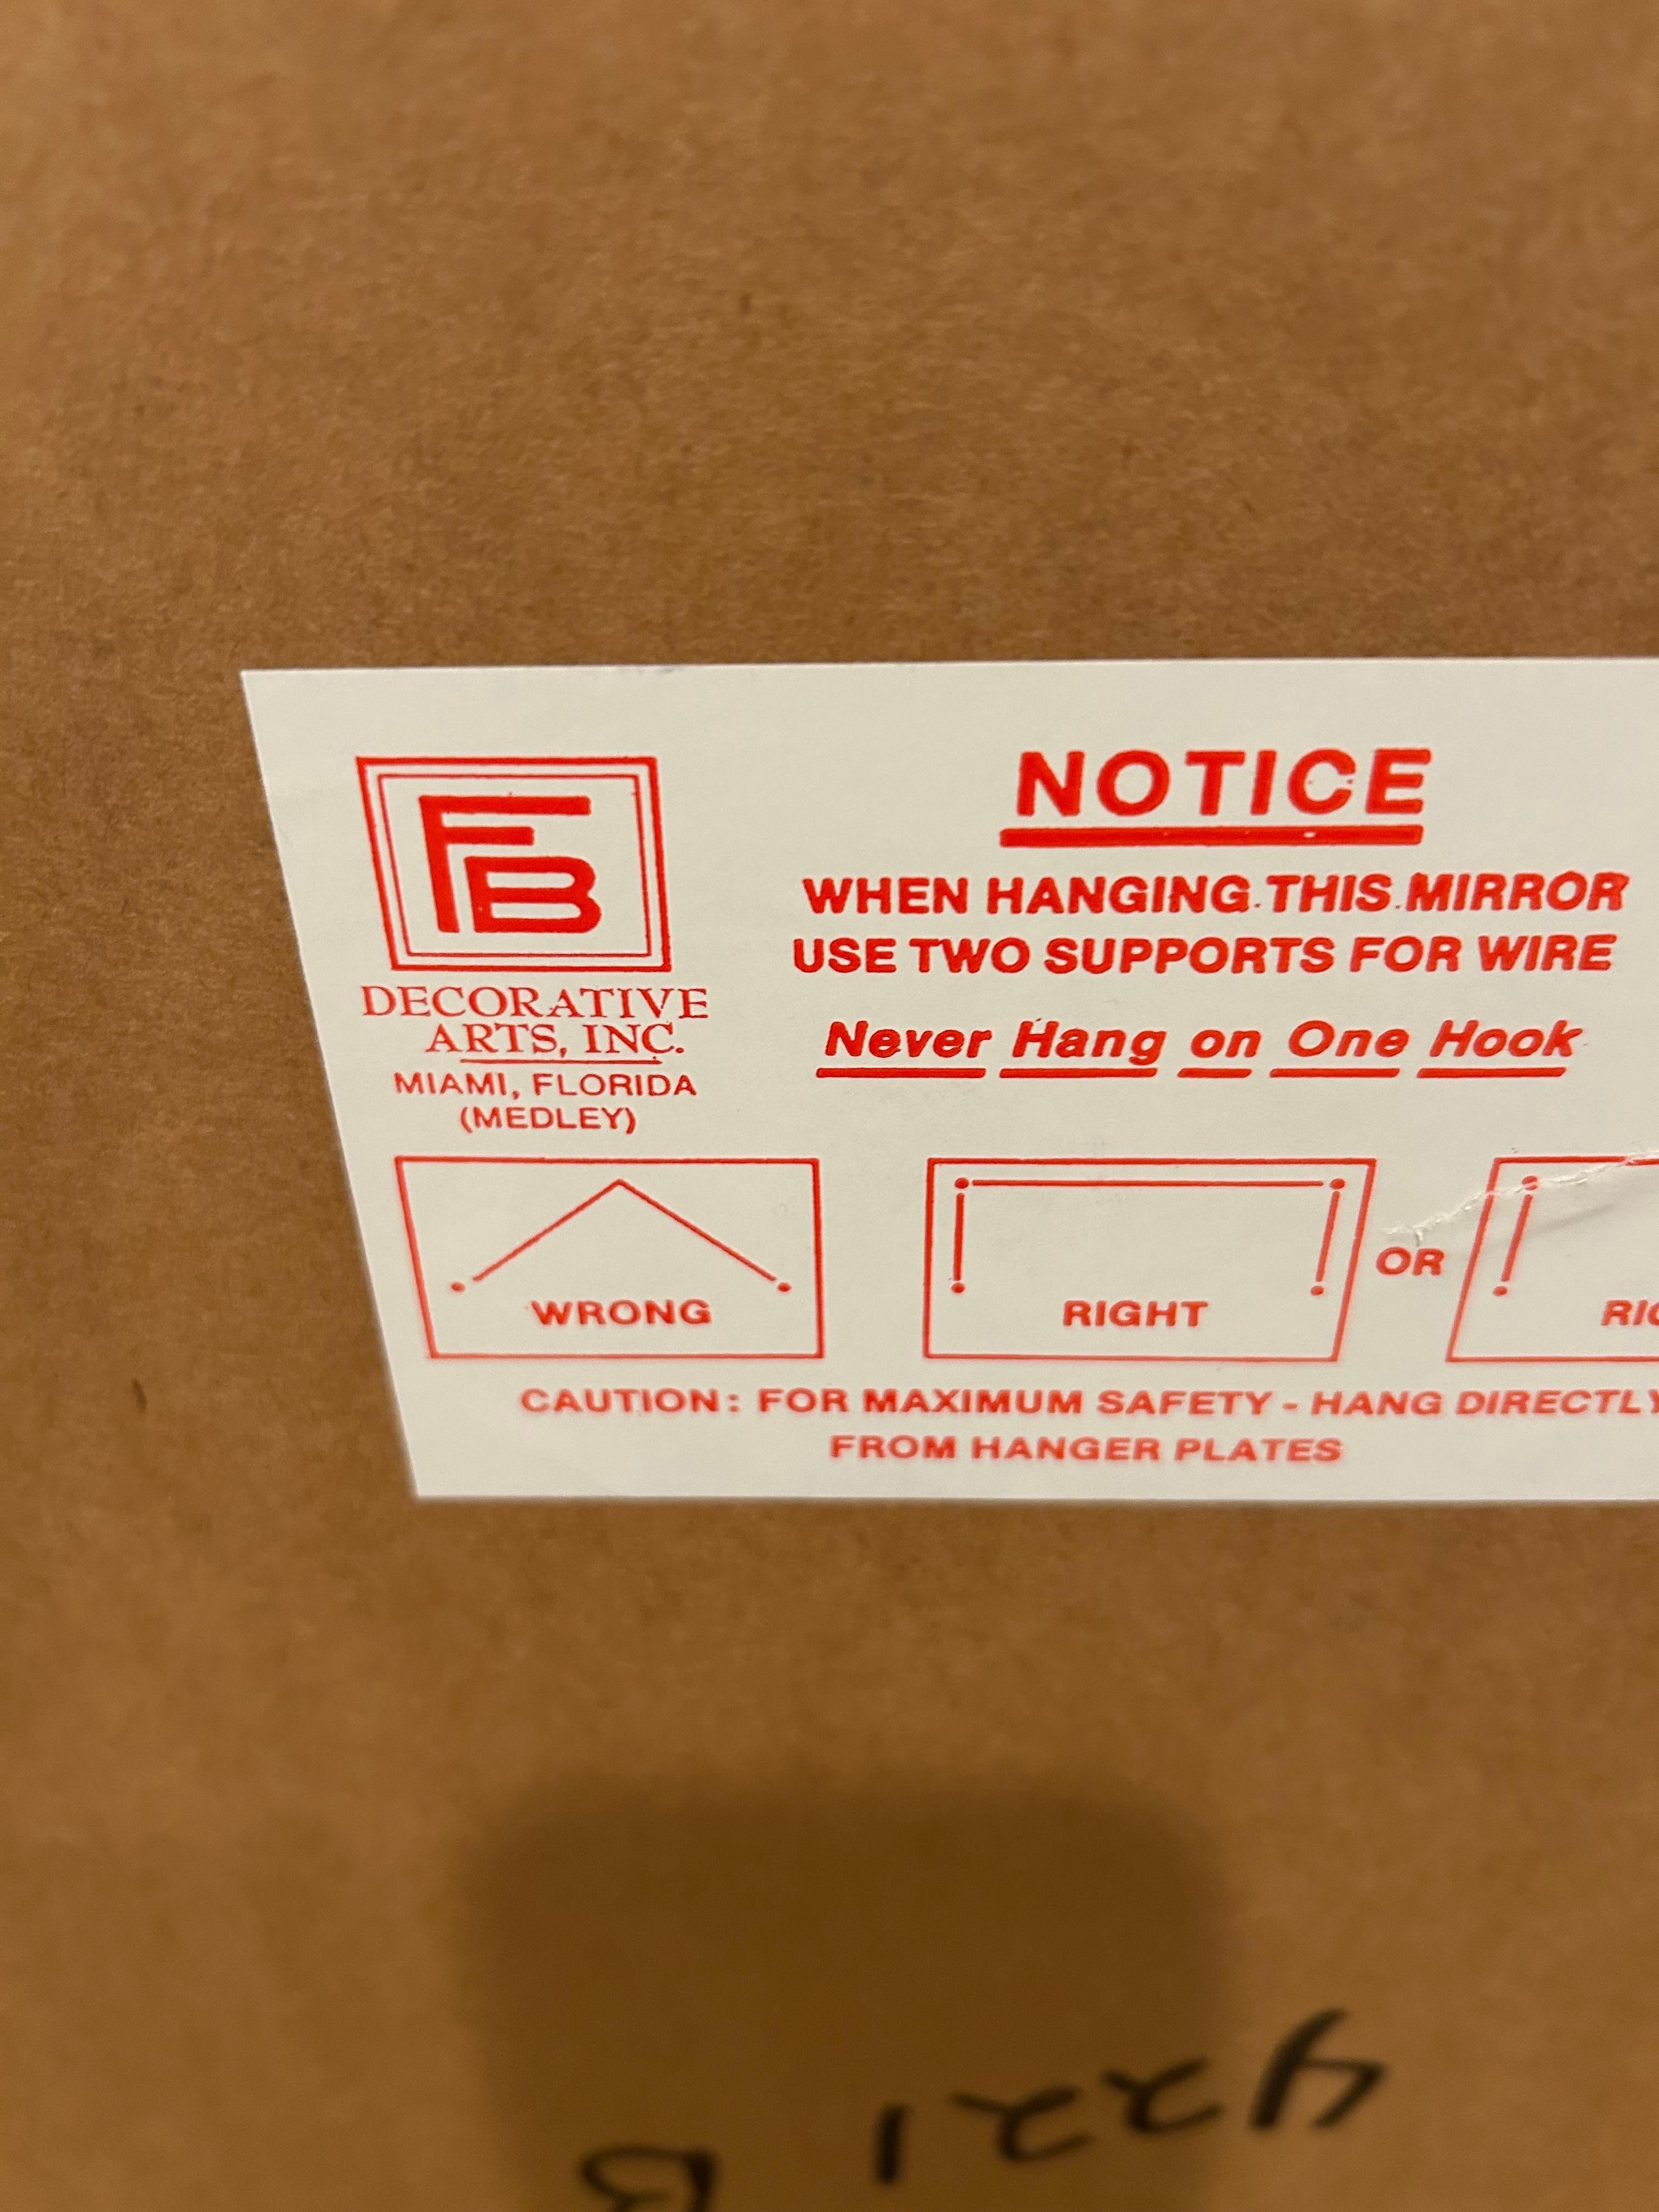 FB
DECORATIVE
ARTS, INC.
MIAMI, FLORIDA
(MEDLEY)
NOTICE
WHEN HANGING THIS MIRROR
USE TWO SUPPORTS FOR WIRE
Never Hang on One Hook
WRONG
RIGHT
OR
CAUTION: FOR MAXIMUM SAFETY - HANG DIRECTLY
FROM HANGER PLATES